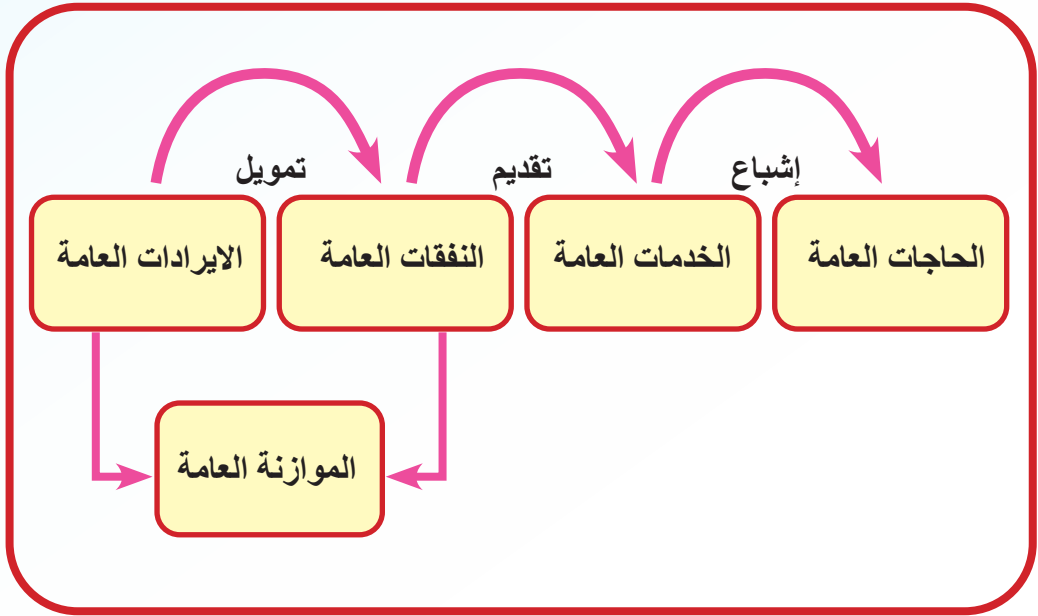 إشباع
تقديم
تمويل
الحاجات العامة
الخدمات العامة
النفقات العامة
الايرادات العامة
الموازنة العامة